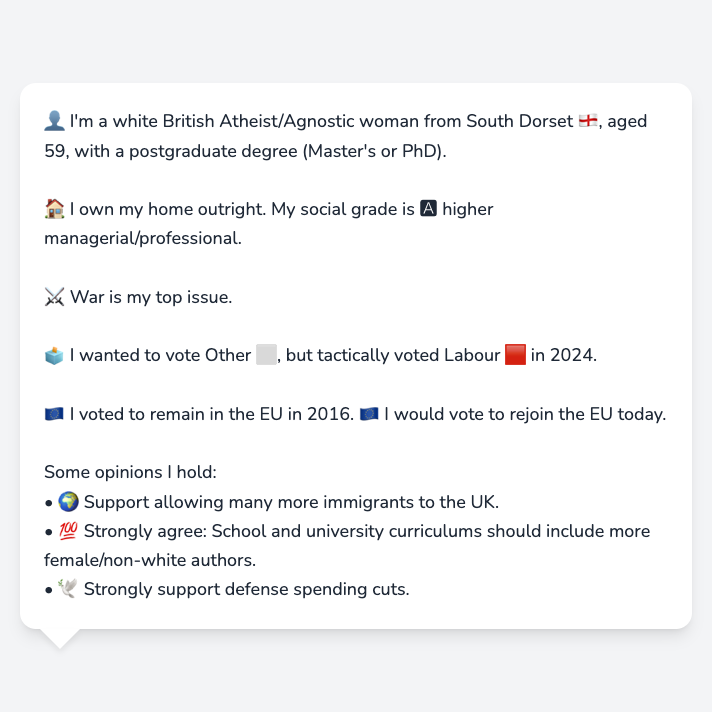 👤 I'm a white British Atheist/Agnostic woman from South Dorset 🏴󠁧󠁢󠁥󠁮󠁧󠁿, aged
59, with a postgraduate degree (Master's or PhD).
🏠 I own my home outright. My social grade is 🅰 higher
managerial/professional.
⚔️ War is my top issue.
🗳️ I wanted to vote Other ⬜, but tactically voted Labour 🟥 in 2024.
🇪🇺 I voted to remain in the EU in 2016. 🇪🇺 I would vote to rejoin the EU today.
Some opinions I hold:
• 🌍 Support allowing many more immigrants to the UK.
• 💯 Strongly agree: School and university curriculums should include more
female/non-white authors.
• 🕊️ Strongly support defense spending cuts.